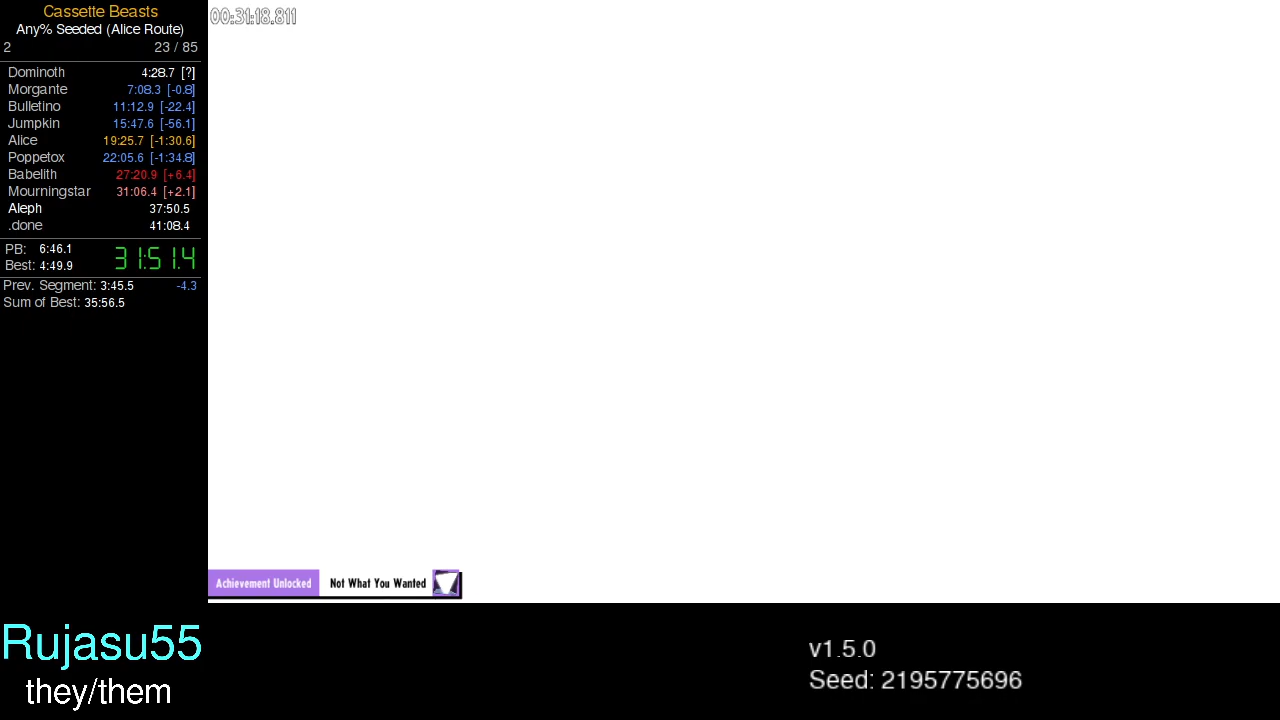 Cassette Beasts
Any% Seeded (Alice Route)
2 23 / 85
Dominoth 4:28.7 [?]
Morgante 7:08.3 [-0.8]
Bulletino 11:12.9 [-22.4]
Jumpkin 15:47.6 [-56.1]
Alice 19:25.7 [-1:30.6]
Poppetox 22:05.6 [-1:34.8]
Babelith 27:20.9 [+6.4]
Mourningstar 31:06.4 [+2.1]
Aleph 37:50.5
.done 41:08.4
PB: 6:46.1
Best: 4:49.9
31:51.4
Prev. Segment: 3:45.5 -4.3
Sum of Best: 35:56.5
00:31:18.811
Achievement Unlocked Not What You Wanted
Rujasu55
they/them
v1.5.0
Seed: 2195775696